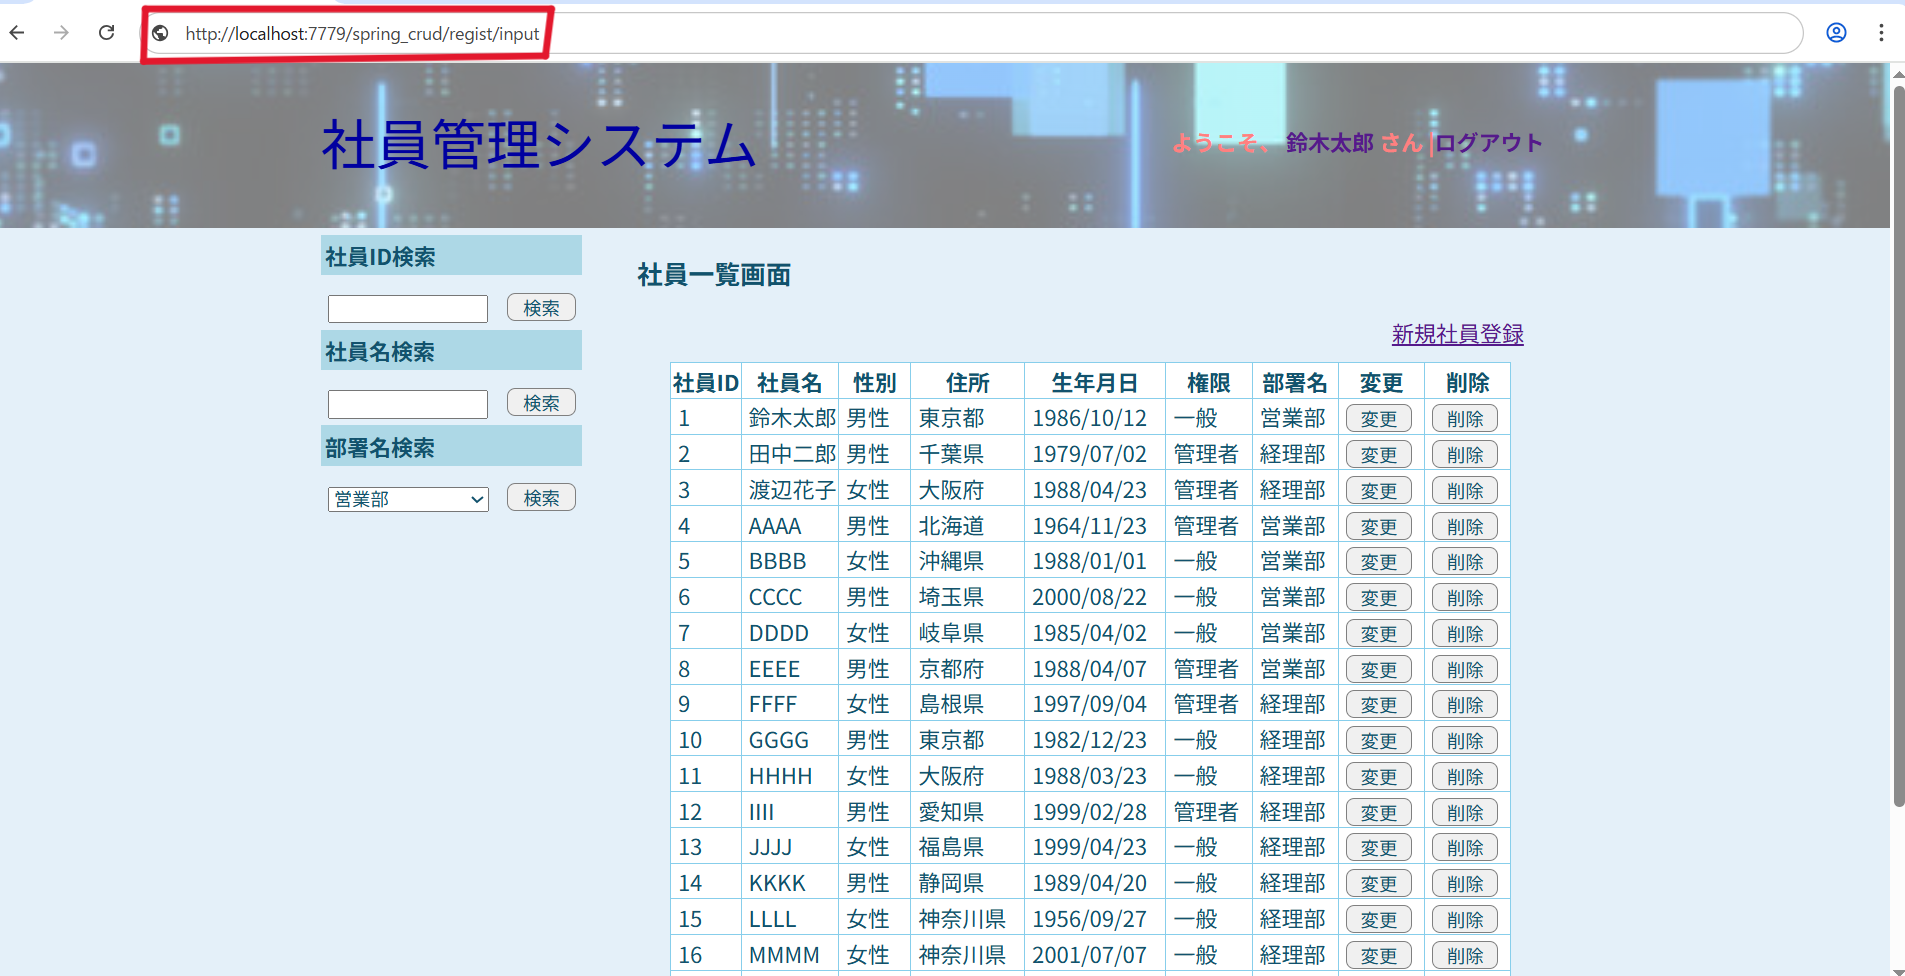 http://localhost:7779/spring_crud/regist/input
社員管理システム
ようこそ、 鈴木太郎 さん |ログアウト
社員ID検索
検索
社員名検索
検索
部署名検索
営業部 検索
社員一覧画面
新規社員登録
社員ID 社員名 性別 住所 生年月日 権限 部署名 変更 削除
1 鈴木太郎 男性 東京都 1986/10/12 一般 営業部 変更 削除
2 田中二郎 男性 千葉県 1979/07/02 管理者 経理部 変更 削除
3 渡辺花子 女性 大阪府 1988/04/23 管理者 経理部 変更 削除
4 AAAA 男性 北海道 1964/11/23 管理者 営業部 変更 削除
5 BBBB 女性 沖縄県 1988/01/01 一般 営業部 変更 削除
6 CCCC 男性 埼玉県 2000/08/22 一般 営業部 変更 削除
7 DDDD 女性 岐阜県 1985/04/02 一般 営業部 変更 削除
8 EEEE 男性 京都府 1988/04/07 管理者 営業部 変更 削除
9 FFFF 女性 島根県 1997/09/04 管理者 経理部 変更 削除
10 GGGG 男性 東京都 1982/12/23 一般 経理部 変更 削除
11 HHHH 女性 大阪府 1988/03/23 一般 経理部 変更 削除
12 IIII 男性 愛知県 1999/02/28 管理者 経理部 変更 削除
13 JJJJ 女性 福島県 1999/04/23 一般 経理部 変更 削除
14 KKKK 男性 静岡県 1989/04/20 一般 経理部 変更 削除
15 LLLL 女性 神奈川県 1956/09/27 一般 経理部 変更 削除
16 MMMM 女性 神奈川県 2001/07/07 一般 経理部 変更 削除